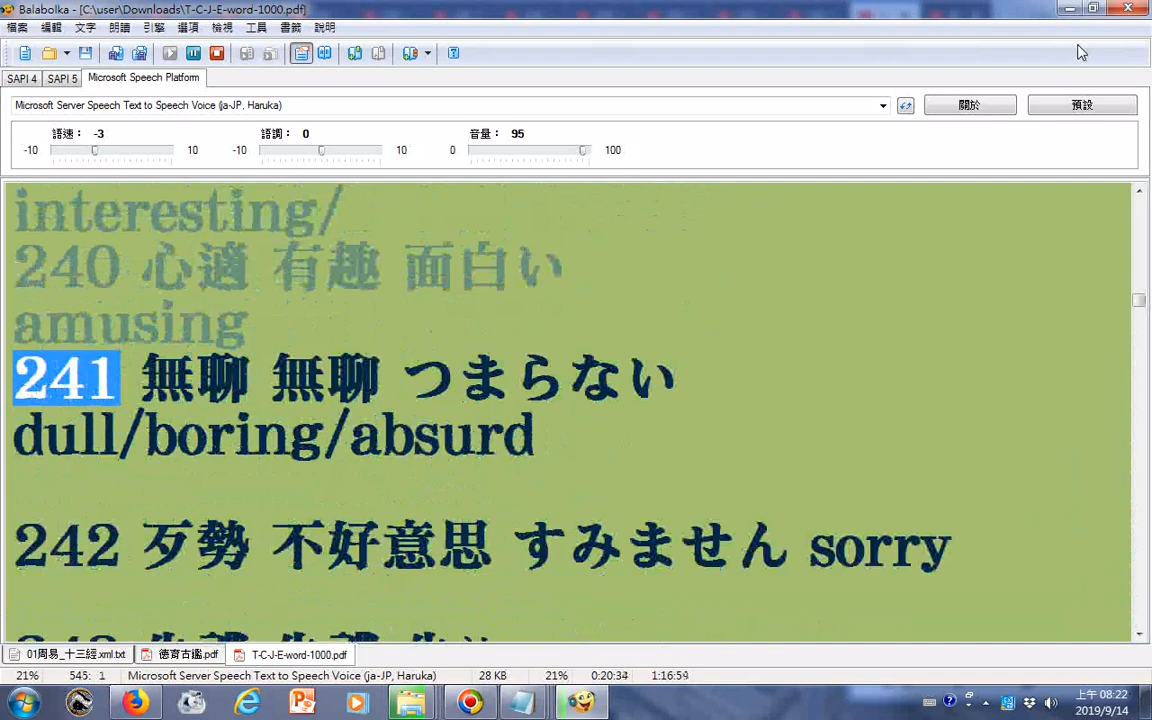 Balabolka - [C:\user\Downloads\T-C-J-E-word-1000.pdf]
檔案 編輯 文字 朗讀 引擎 選項 檢視 工具 書籤 說明
SAPI 4 SAPI 5 Microsoft Speech Platform
Microsoft Server Speech Text to Speech Voice (ja-JP, Haruka) 關於 預設
語速： -3 語調： 0 音量： 95
-10 10 -10 10 0 100
interesting/
240 心適 有趣 面白い
amusing
241 無聊 無聊 つまらない
dull/boring/absurd
242 歹勢 不好意思 すみません sorry
01周易_十三經.xml.txt 德育古鑑.pdf T-C-J-E-word-1000.pdf
21% 545: 1 Microsoft Server Speech Text to Speech Voice (ja-JP, Haruka) 28 KB 21% 0:20:34 1:16:59
上午 08:22
2019/9/14